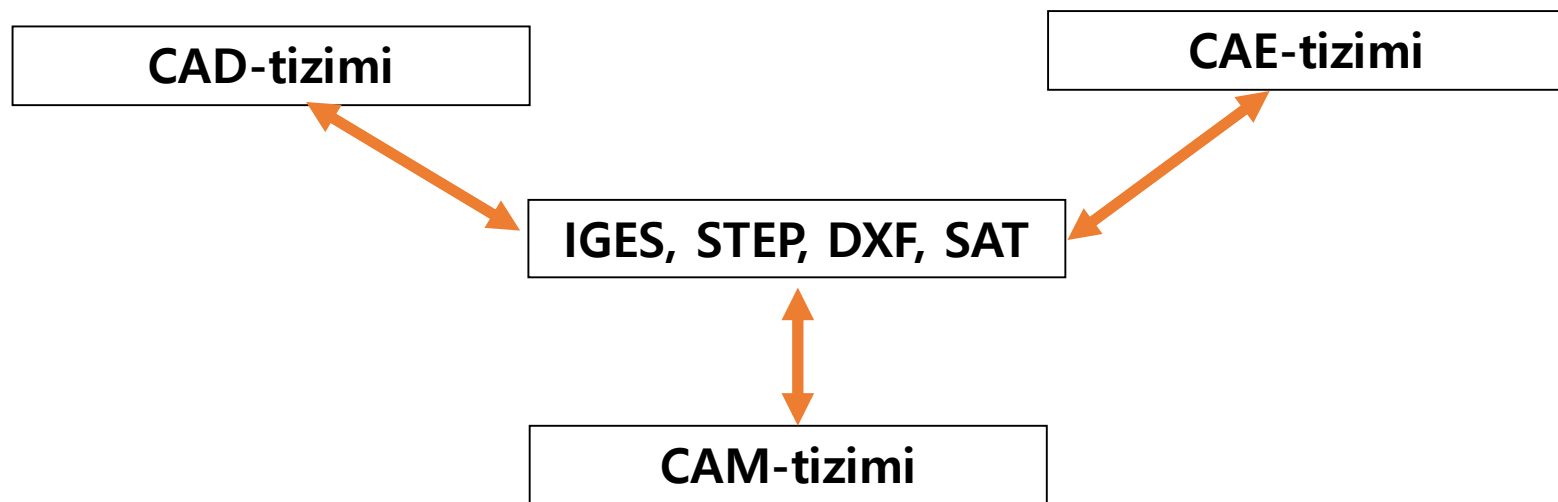 CAD-tizimi
CAE-tizimi
IGES, STEP, DXF, SAT
CAM-tizimi